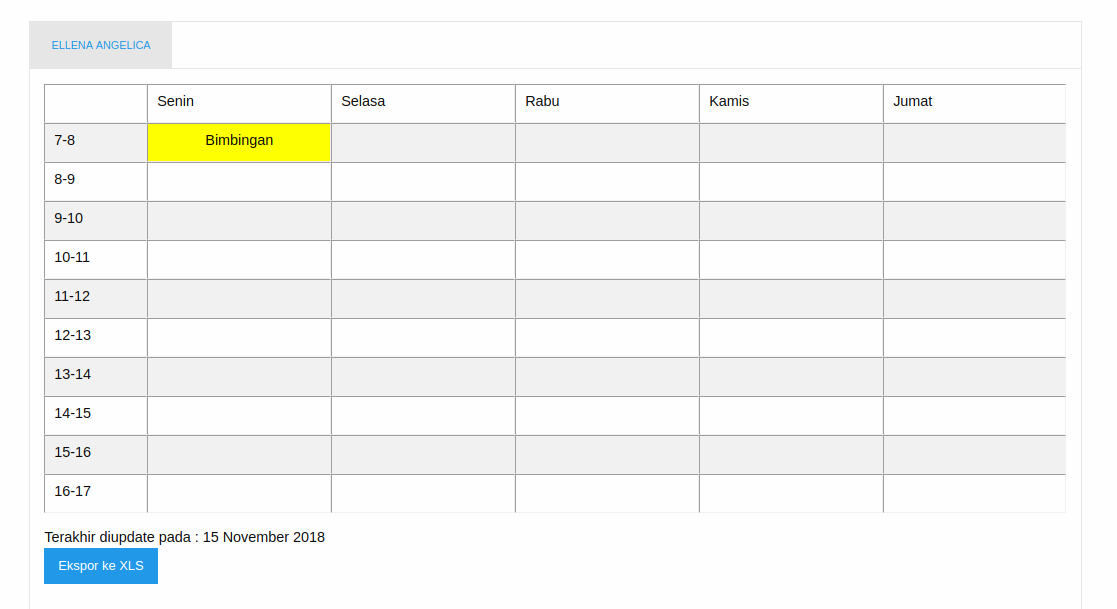 ELLENA ANGELICA
Senin Selasa Rabu Kamis Jumat
7-8 Bimbingan
8-9
9-10
10-11
11-12
12-13
13-14
14-15
15-16
16-17
Terakhir diupdate pada : 15 November 2018
Ekspor ke XLS